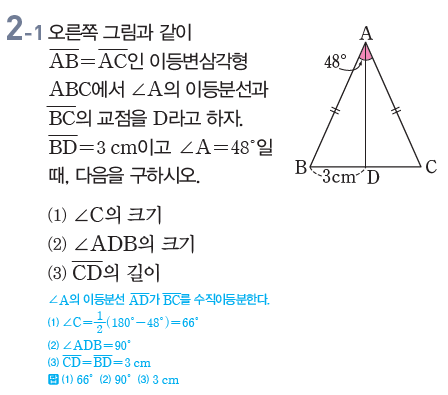 2-1 오른쪽 그림과 같이
AB=AC인 이등변삼각형
ABC에서 ∠A의 이등분선과
BC의 교점을 D라고 하자.
BD=3 cm이고 ∠A=48°일
때, 다음을 구하시오.
(1) ∠C의 크기
(2) ∠ADB의 크기
(3) CD의 길이
∠A의 이등분선 AD가 BC를 수직이등분한다.
(1) ∠C=1/2(180°-48°)=66°
(2) ∠ADB=90°
(3) CD=BD=3 cm
답 (1) 66° (2) 90° (3) 3 cm
A
48°
B 3cm D C